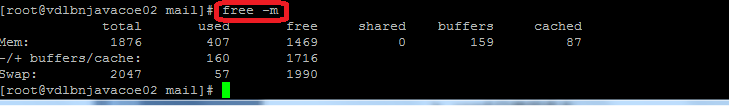 [root@vdlbnjavacoe02 mail]# free -m
total used free shared buffers cached
Mem: 1876 407 1469 0 159 87
-/+ buffers/cache: 160 1716
Swap: 2047 57 1990
[root@vdlbnjavacoe02 mail]#